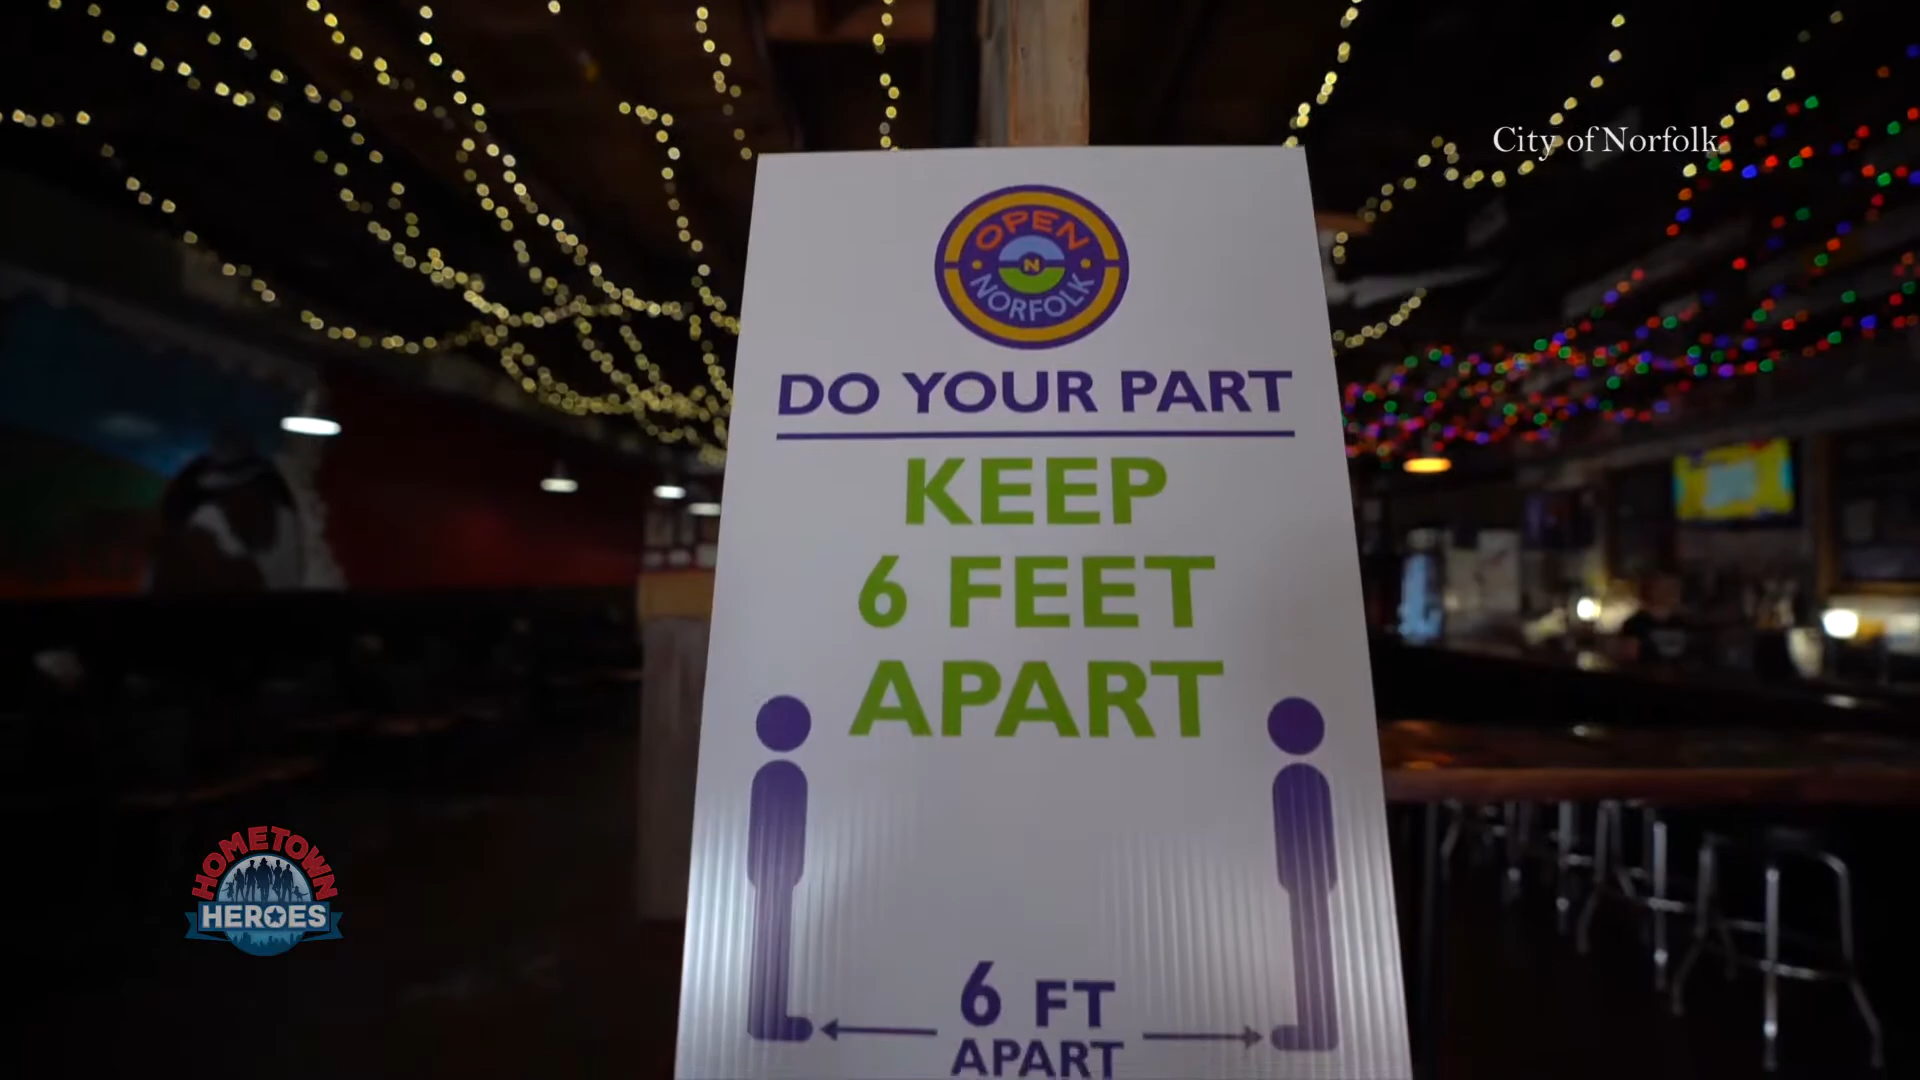 City of Norfolk
OPEN
N
NORFOLK
DO YOUR PART
KEEP
6 FEET
APART
HOMETOWN
HEROES
6 FT
APART